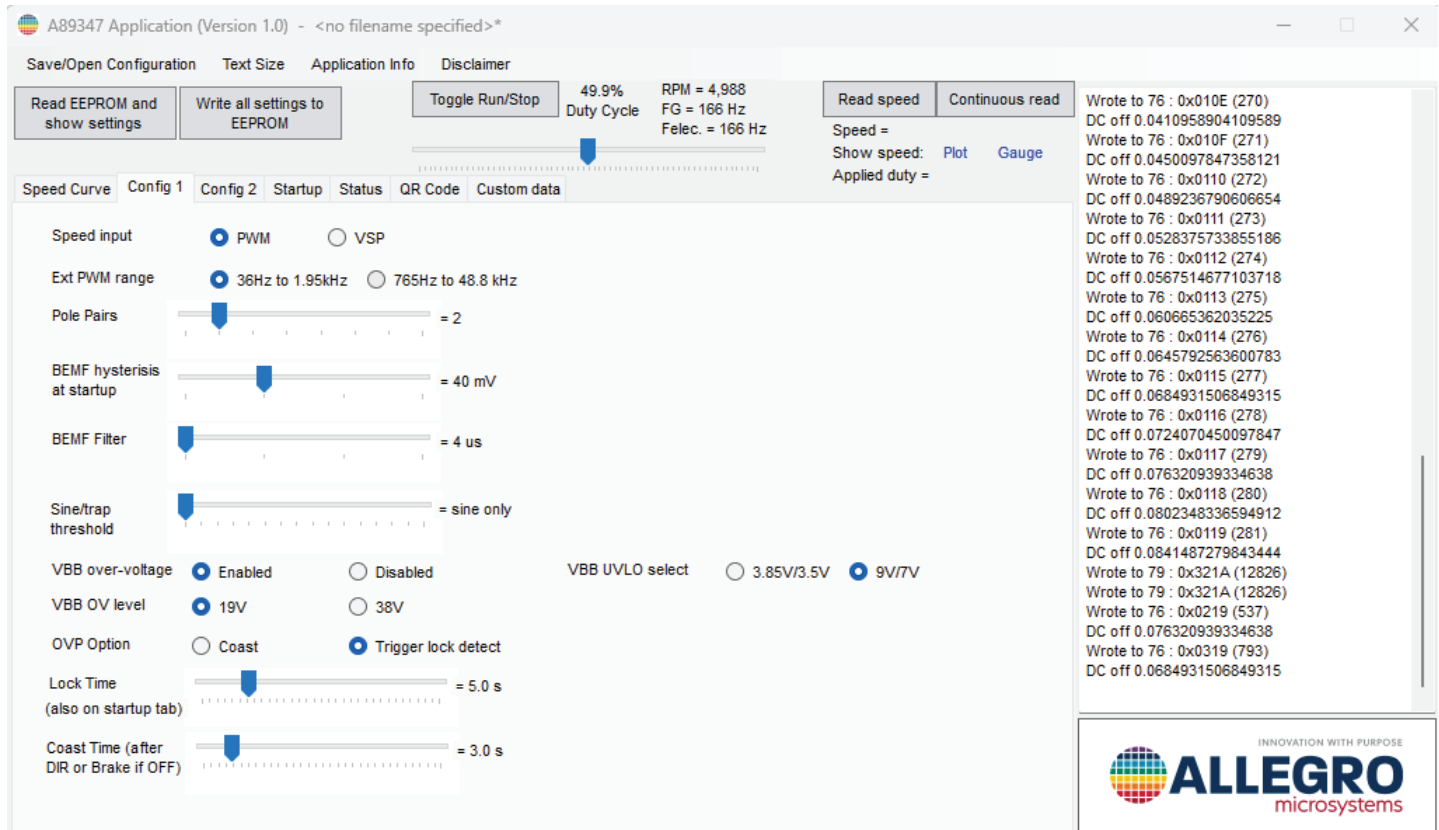 A89347 Application (Version 1.0) - <no filename specified>*
Save/Open Configuration Text Size Application Info Disclaimer
Read EEPROM and
show settings
Write all settings to
EEPROM
Toggle Run/Stop
49.9%
Duty Cycle
RPM = 4,988
FG = 166 Hz
Felec. = 166 Hz
Read speed
Continuous read
Speed =
Show speed: Plot Gauge
Applied duty =
Speed Curve Config 1 Config 2 Startup Status QR Code Custom data
Speed input PWM VSP
Ext PWM range 36Hz to 1.95kHz 765Hz to 48.8 kHz
Pole Pairs = 2
BEMF hysterisis
at startup
= 40 mV
BEMF Filter = 4 us
Sine/trap
threshold
= sine only
VBB over-voltage Enabled Disabled VBB UVLO select 3.85V/3.5V 9V/7V
VBB OV level 19V 38V
OVP Option Coast Trigger lock detect
Lock Time
(also on startup tab)
= 5.0 s
Coast Time (after
DIR or Brake if OFF)
= 3.0 s
Wrote to 76 : 0x010E (270)
DC off 0.0410958904109589
Wrote to 76 : 0x010F (271)
DC off 0.0450097847358121
Wrote to 76 : 0x0110 (272)
DC off 0.0489236790606654
Wrote to 76 : 0x0111 (273)
DC off 0.0528375733855186
Wrote to 76 : 0x0112 (274)
DC off 0.0567514677103718
Wrote to 76 : 0x0113 (275)
DC off 0.060665362035225
Wrote to 76 : 0x0114 (276)
DC off 0.0645792563600783
Wrote to 76 : 0x0115 (277)
DC off 0.0684931506849315
Wrote to 76 : 0x0116 (278)
DC off 0.0724070450097847
Wrote to 76 : 0x0117 (279)
DC off 0.076320939334638
Wrote to 76 : 0x0118 (280)
DC off 0.0802348336594912
Wrote to 76 : 0x0119 (281)
DC off 0.0841487279843444
Wrote to 79 : 0x321A (12826)
Wrote to 79 : 0x321A (12826)
Wrote to 76 : 0x0219 (537)
DC off 0.076320939334638
Wrote to 76 : 0x0319 (793)
DC off 0.0684931506849315
INNOVATION WITH PURPOSE
ALLEGRO
microsystems